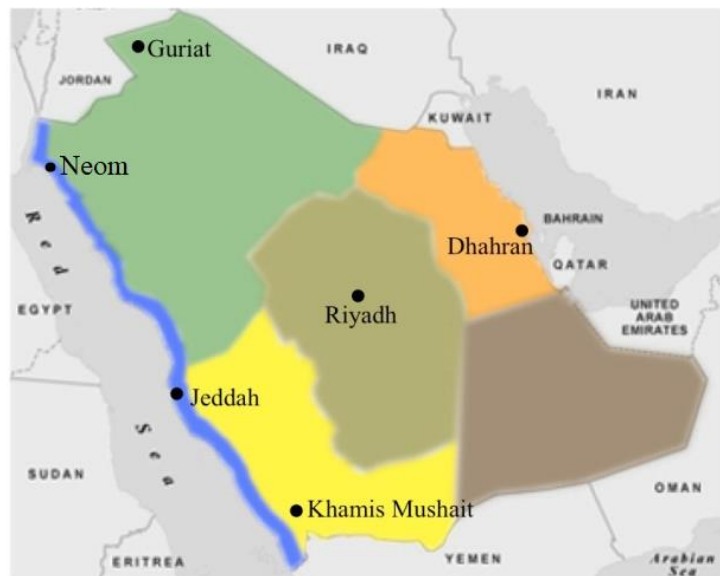 Guriat
IRAQ
JORDAN
IRAN
KUWAIT
Neom
Red
BAHRAIN
Dhahran
QATAR
EGYPT
Riyadh
UNITED
ARAB
EMIRATES
Jeddah
Sea
SUDAN
OMAN
Khamis Mushait
ERITREA
YEMEN
Arabian
Sea